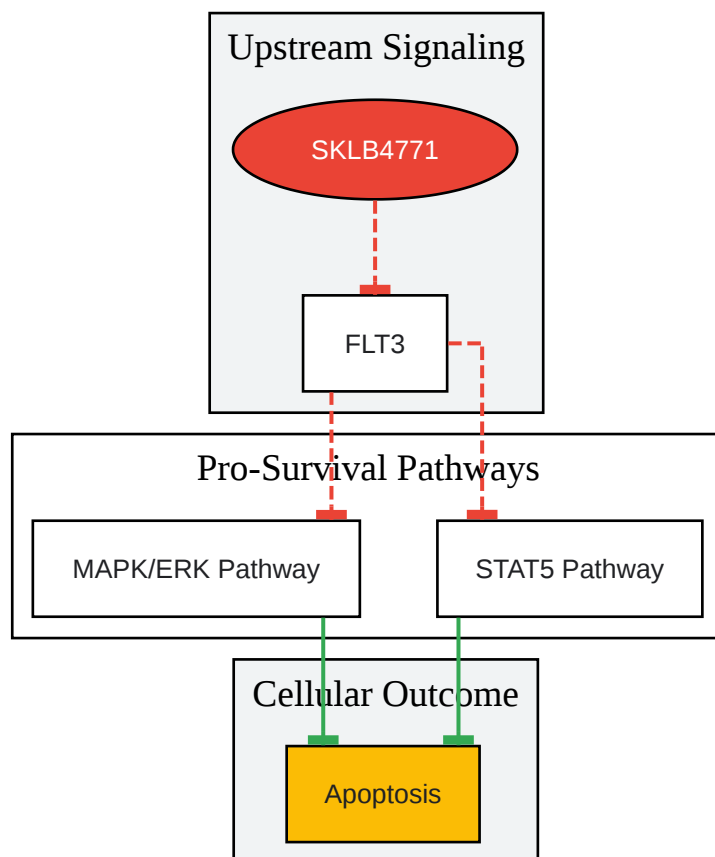 Upstream Signaling
SKLB4771
FLT3
Pro-Survival Pathways
MAPK/ERK Pathway
STAT5 Pathway
Cellular Outcome
Apoptosis